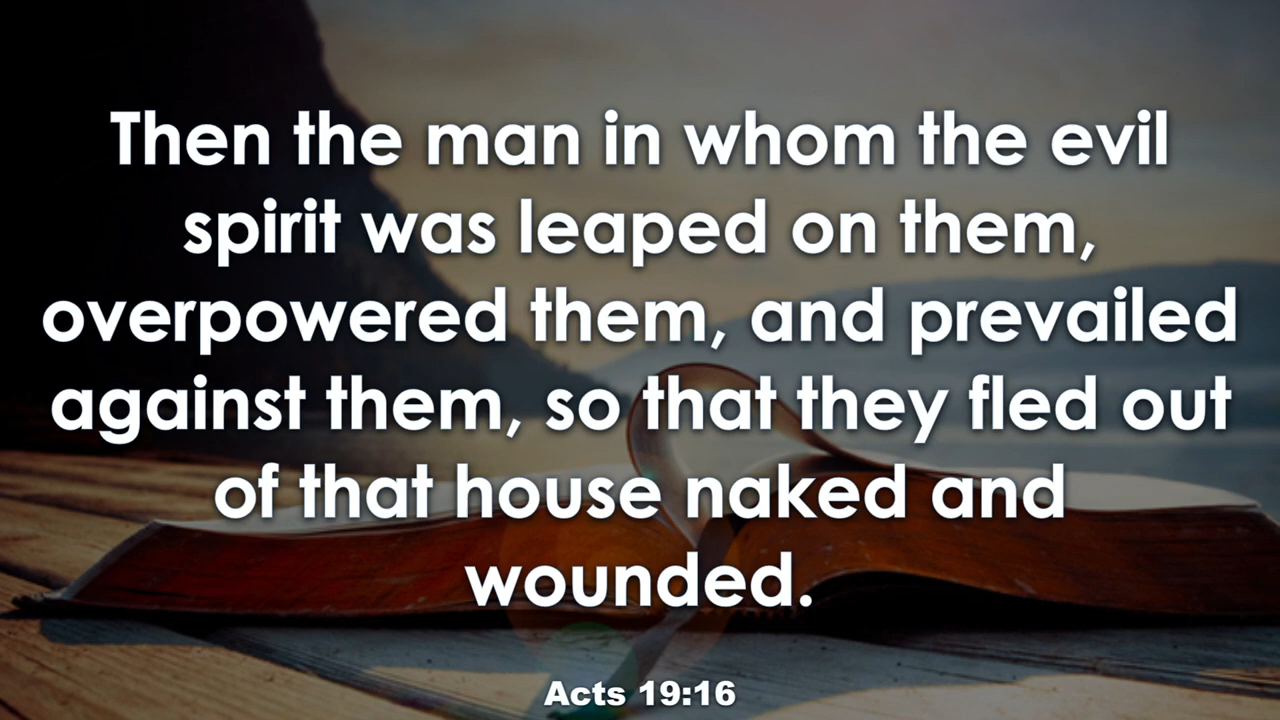 Then the man in whom the evil
spirit was leaped on them,
overpowered them, and prevailed
against them, so that they fled out
of that house naked and
wounded.
Acts 19:16